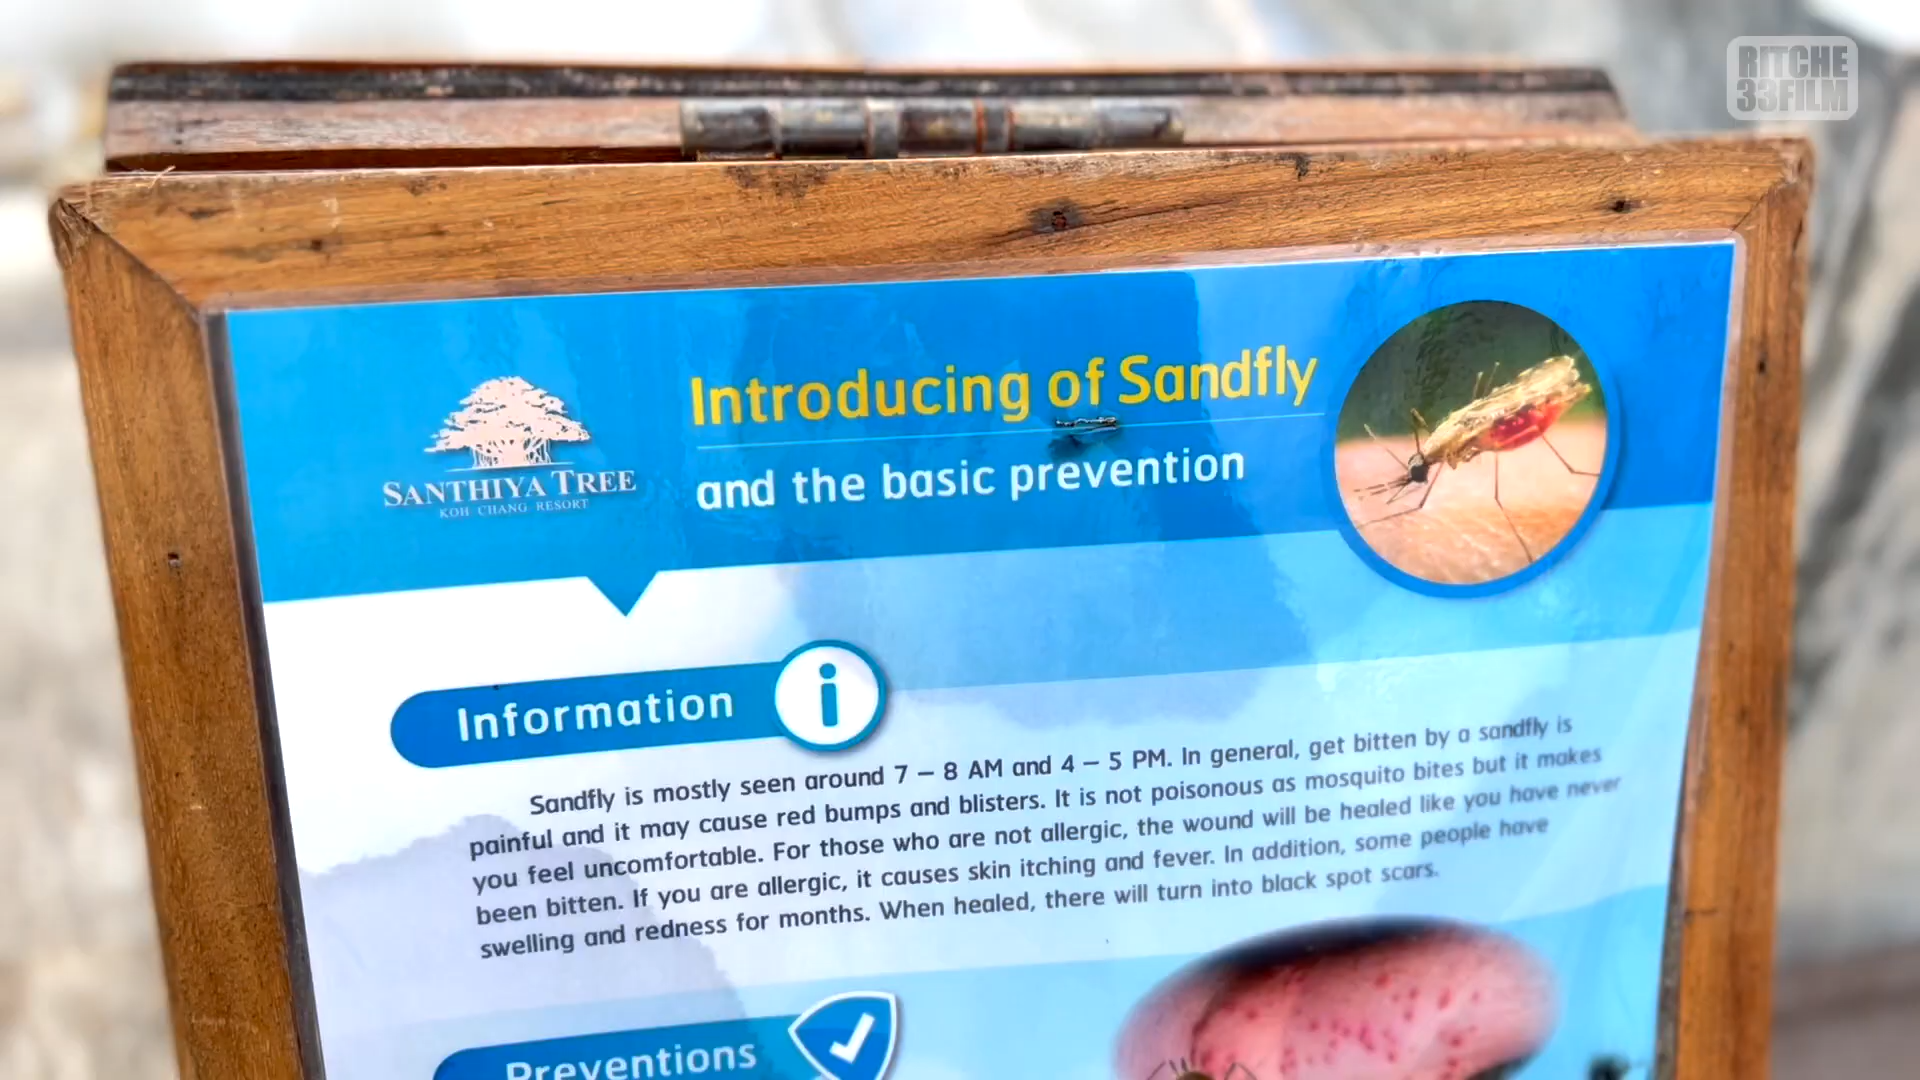 RITCHE
33FILM
Introducing of Sandfly
and the basic prevention
SANTHIYA TREE
KOH CHANG RESORT
Information
i
Sandfly is mostly seen around 7 – 8 AM and 4 – 5 PM. In general, get bitten by a sandfly is
painful and it may cause red bumps and blisters. It is not poisonous as mosquito bites but it makes
you feel uncomfortable. For those who are not allergic, the wound will be healed like you have never
been bitten. If you are allergic, it causes skin itching and fever. In addition, some people have
swelling and redness for months. When healed, there will turn into black spot scars.
Preventions